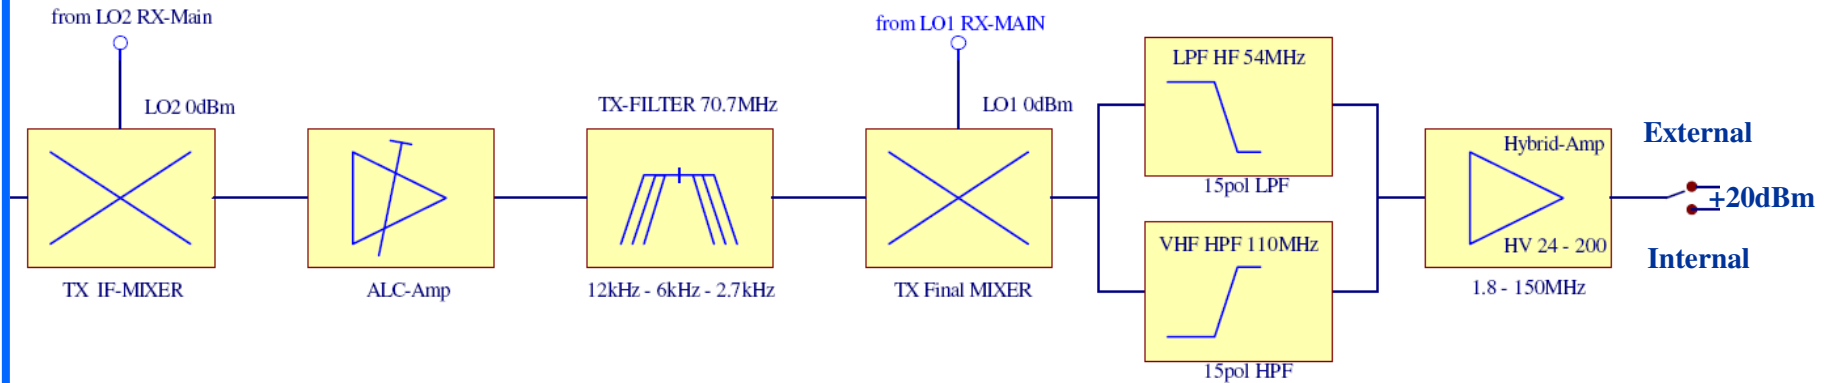 from LO2 RX-Main
LO2 0dBm
TX IF-MIXER
ALC-Amp
TX-FILTER 70.7MHz
12kHz - 6kHz - 2.7kHz
from LO1 RX-MAIN
LO1 0dBm
TX Final MIXER
LPF HF 54MHz
15pol LPF
VHF HPF 110MHz
15pol HPF
Hybrid-Amp
HV 24 - 200
1.8 - 150MHz
External
+20dBm
Internal